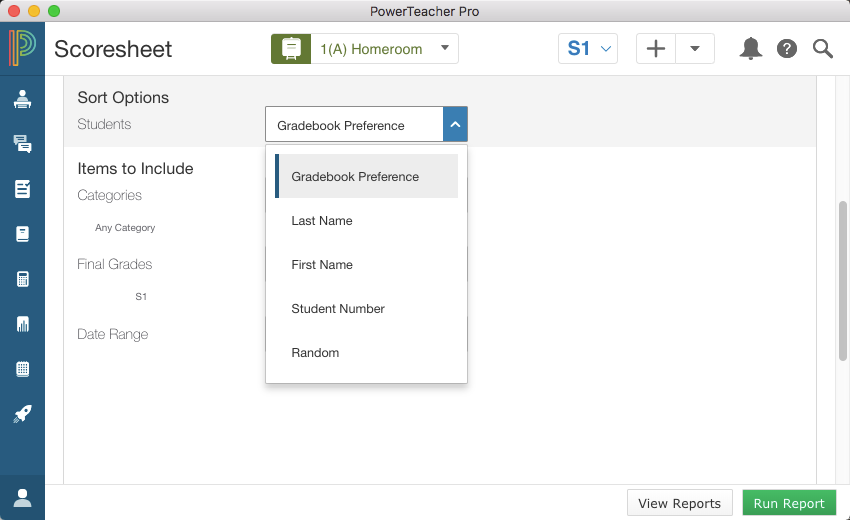 PowerTeacher Pro
Scoresheet
1(A) Homeroom
S1
Sort Options
Students
Gradebook Preference
Gradebook Preference
Last Name
First Name
Student Number
Random
Items to Include
Categories
Any Category
Final Grades
S1
Date Range
View Reports
Run Report